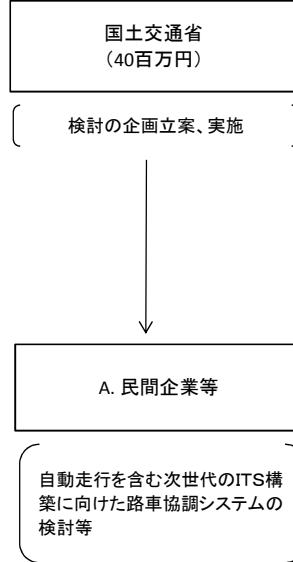 国土交通省
（40百万円）
検討の企画立案、実施
A. 民間企業等
自動走行を含む次世代のITS構
築に向けた路車協調システムの
検討等